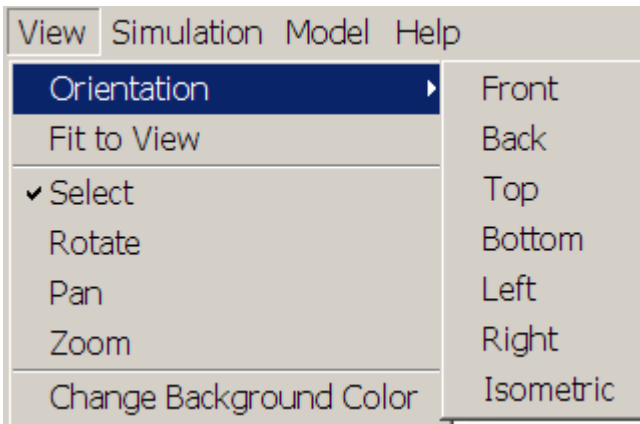 View Simulation Model Help
Orientation
Fit to View
Select
Rotate
Pan
Zoom
Change Background Color
Front
Back
Top
Bottom
Left
Right
Isometric